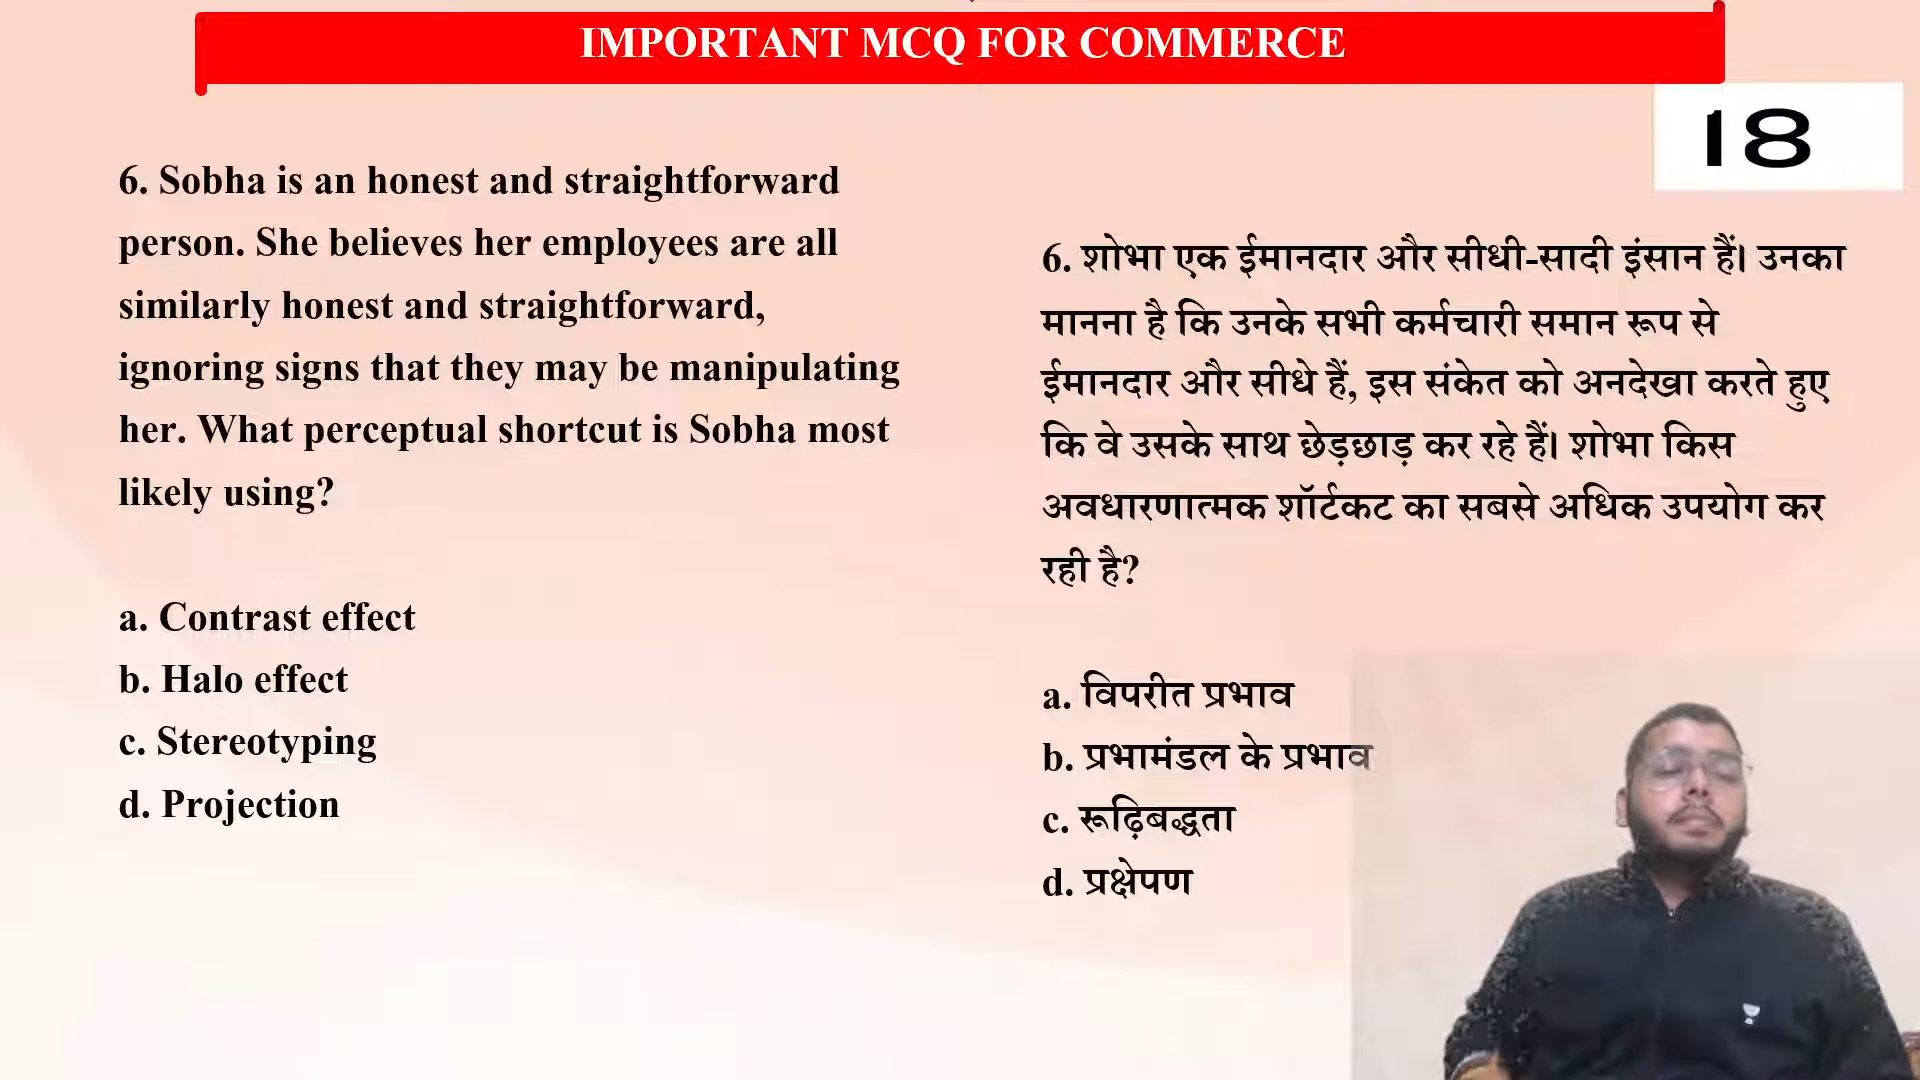 IMPORTANT MCQ FOR COMMERCE
18
6. Sobha is an honest and straightforward
person. She believes her employees are all
similarly honest and straightforward,
ignoring signs that they may be manipulating
her. What perceptual shortcut is Sobha most
likely using?
a. Contrast effect
b. Halo effect
c. Stereotyping
d. Projection
6. शोभा एक ईमानदार और सीधी-सादी इंसान हैं। उनका
मानना है कि उनके सभी कर्मचारी समान रूप से
ईमानदार और सीधे हैं, इस संकेत को अनदेखा करते हुए
कि वे उसके साथ छेड़छाड़ कर रहे हैं। शोभा किस
अवधारणात्मक शॉर्टकट का सबसे अधिक उपयोग कर
रही है?
a. विपरीत प्रभाव
b. प्रभामंडल के प्रभाव
c. रूढ़िबद्धता
d. प्रक्षेपण